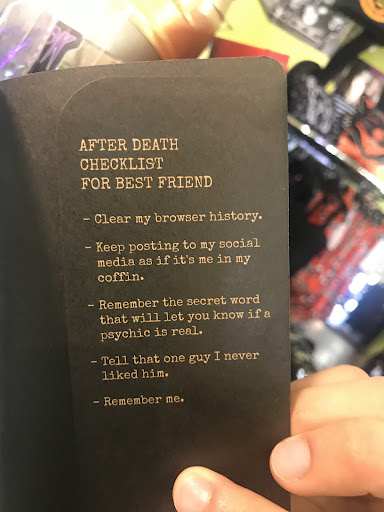 AFTER DEATH
CHECKLIST
FOR BEST FRIEND
- Clear my browser history.
- Keep posting to my social
media as if it's me in my
coffin.
- Remember the secret word
that will let you know if a
psychic is real.
- Tell that one guy I never
liked him.
- Remember me.